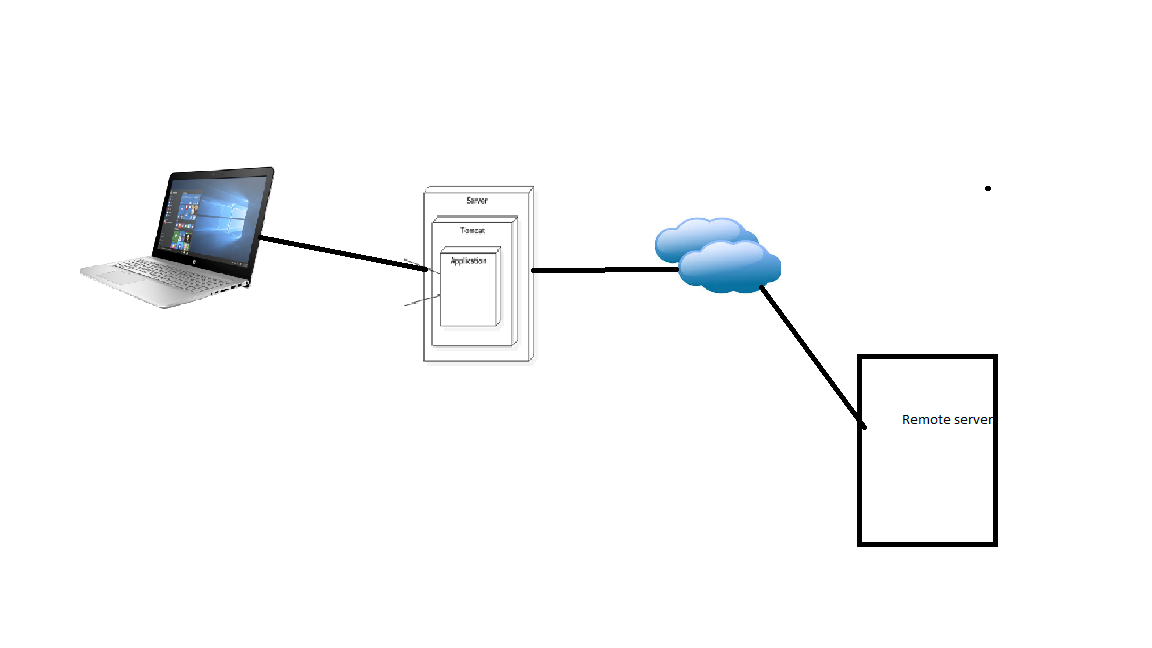 Server
Tomcat
Application
Remote server